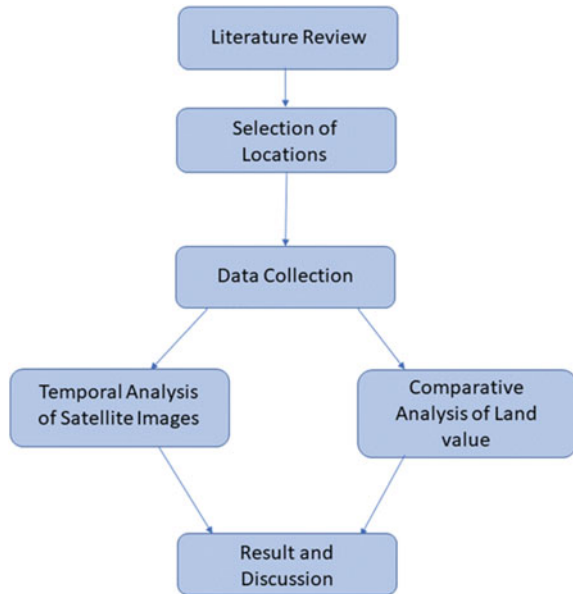 Literature Review
Selection of
Locations
Data Collection
Temporal Analysis
of Satellite Images
Comparative
Analysis of Land
value
Result and
Discussion